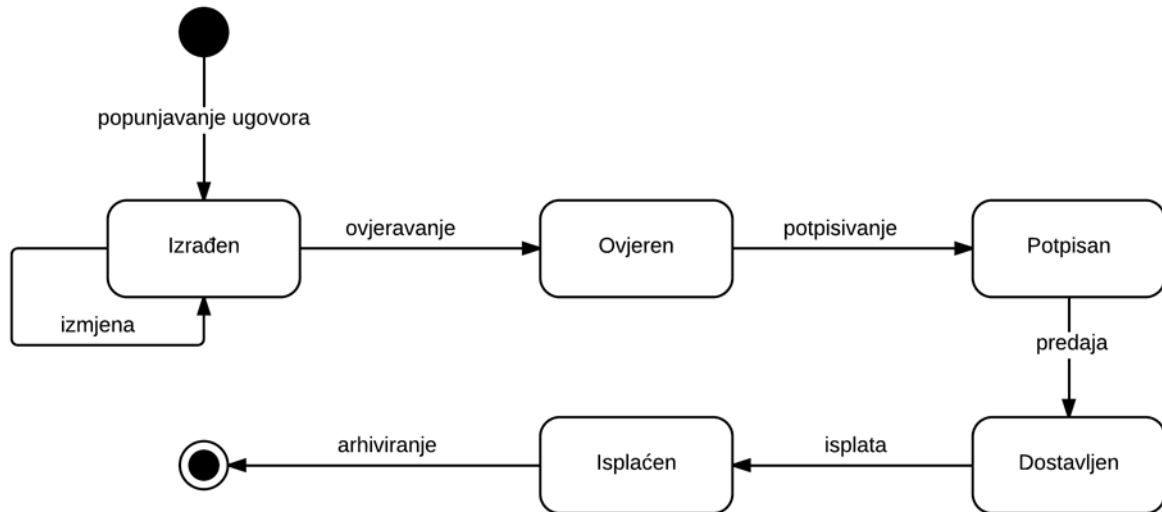 popunjavanje ugovora
Izrađen
ovjeravanje
Ovjeren
potpisivanje
Potpisan
izmjena
predaja
arhiviranje
Isplaćen
isplata
Dostavljen